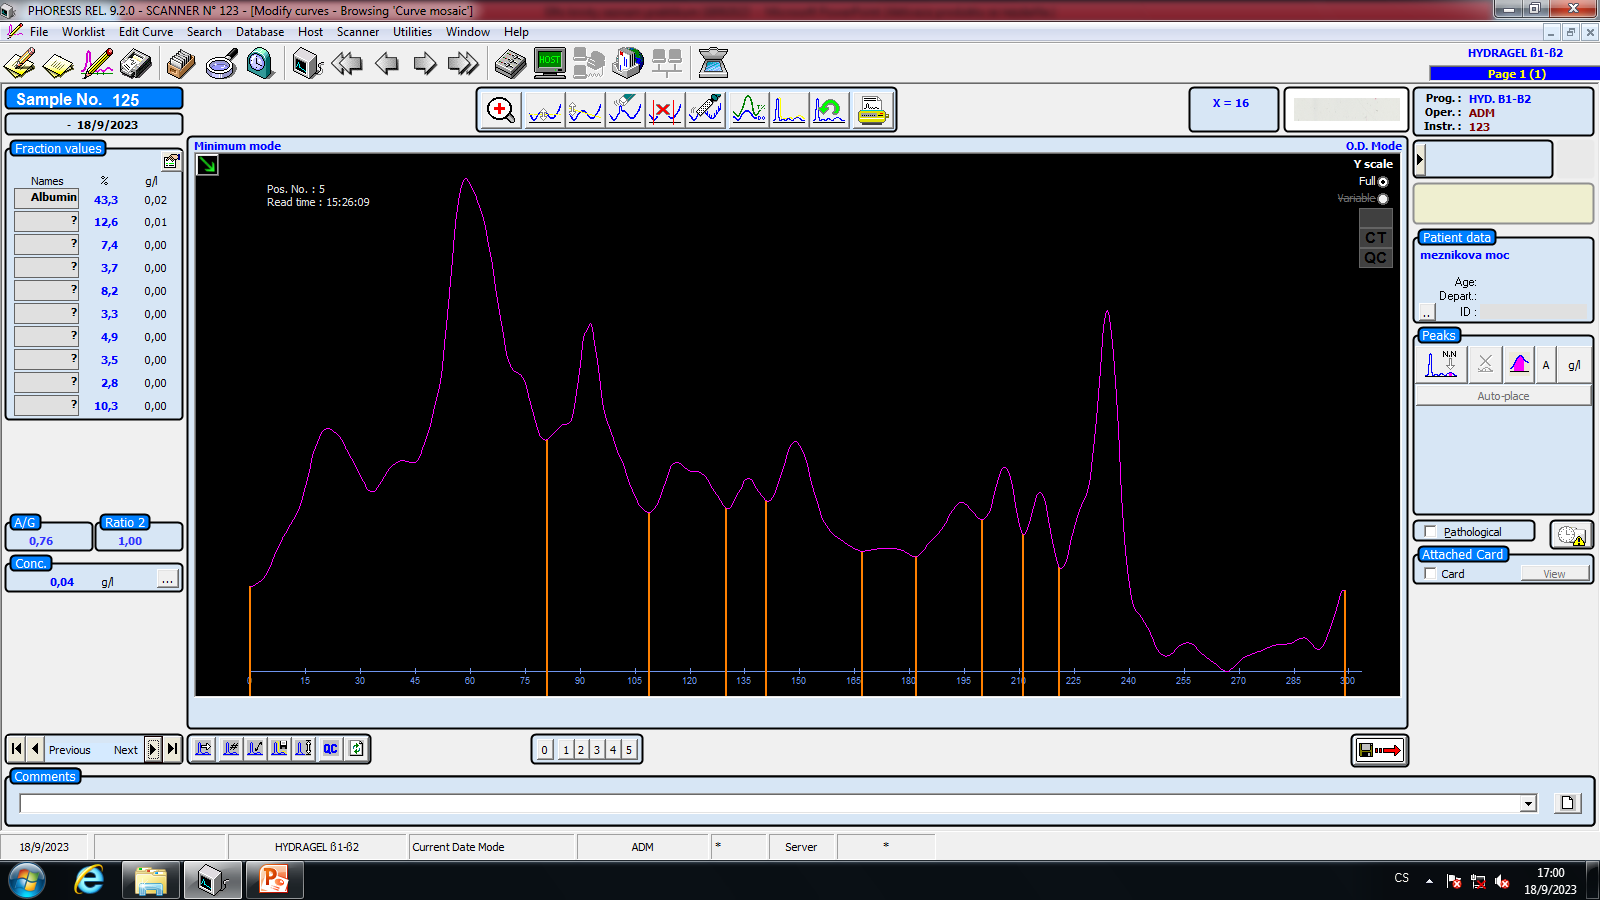 PHORESIS REL. 9.2.0 - SCANNER N° 123 - [Modify curves - Browsing 'Curve mosaic']
File Worklist Edit Curve Search Database Host Scanner Utilities Window Help
HOST
HYDRAGEL ß1-ß2
Page 1 (1)
Sample No. 125
- 18/9/2023
X = 16
Prog.: HYD. B1-B2
Oper.: ADM
Instr.: 123
Fraction values
Names % g/l
Albumin 43,3 0,02
? 12,6 0,01
? 7,4 0,00
? 3,7 0,00
? 8,2 0,00
? 3,3 0,00
? 4,9 0,00
? 3,5 0,00
? 2,8 0,00
? 10,3 0,00
A/G
0,76
Ratio 2
1,00
Conc.
0,04 g/l ...
Minimum mode
O.D. Mode
Pos. No. : 5
Read time : 15:26:09
Y scale
Full
Variable
CT
QC
0 15 30 45 60 75 90 105 120 135 150 165 180 195 210 225 240 255 270 285 300
Patient data
meznikova moc
Age:
Depart.:
.. ID :
Peaks
N,N A g/l
Auto-place
Pathological
Attached Card
Card View
Previous Next
QC
0 1 2 3 4 5
Comments
18/9/2023 HYDRAGEL ß1-ß2 Current Date Mode ADM * Server *
CS
17:00
18/9/2023